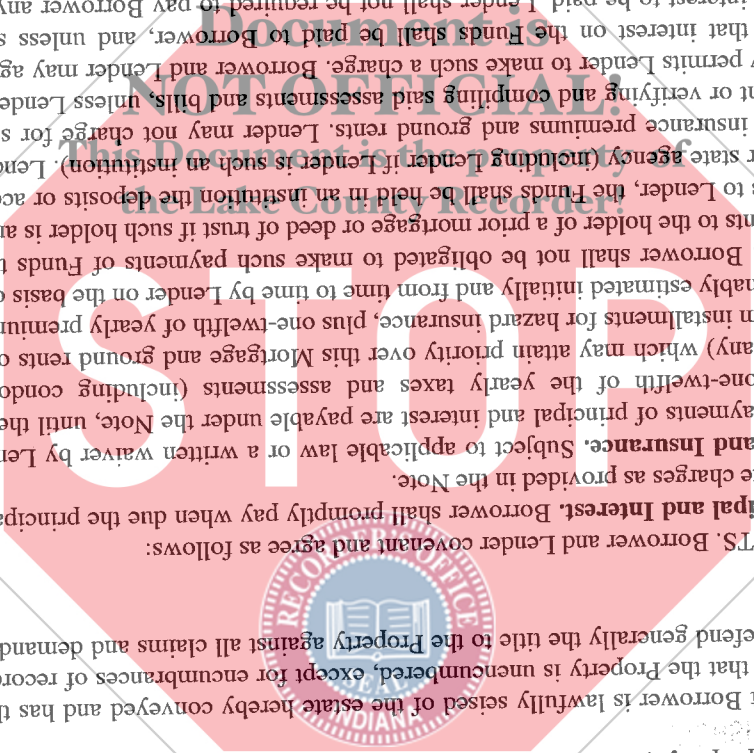 Document is
NOT OFFICIAL!
This Document is the property of
the Lake County Recorder!
STOP
RECORDER OFFICE
SEAL
INDIANA
Borrower is lawfully seised of the estate hereby conveyed and has th
that the Property is unencumbered, except for encumbrances of recor
efend generally the title to the Property against all claims and demand
TS. Borrower and Lender covenant and agree as follows:
ipal and Interest. Borrower shall promptly pay when due the principa
e charges as provided in the Note.
and Insurance. Subject to applicable law or a written waiver by Len
ayments of principal and interest are payable under the Note, until the
one-twelfth of the yearly taxes and assessments (including condo
any) which may attain priority over this Mortgage and ground rents o
n installments for hazard insurance, plus one-twelfth of yearly premium
nably estimated initially and from time to time by Lender on the basis o
Borrower shall not be obligated to make such payments of Funds t
nts to the holder of a prior mortgage or deed of trust if such holder is an
s to Lender, the Funds shall be held in an institution the deposits or ac
r state agency (including Lender if Lender is such an institution). Lend
insurance premiums and ground rents. Lender may not charge for s
nt or verifying and compiling said assessments and bills, unless Lende
y permits Lender to make such a charge. Borrower and Lender may ag
that interest on the Funds shall be paid to Borrower, and unless s
interest to be paid, Lender shall not be required to pay Borrower any